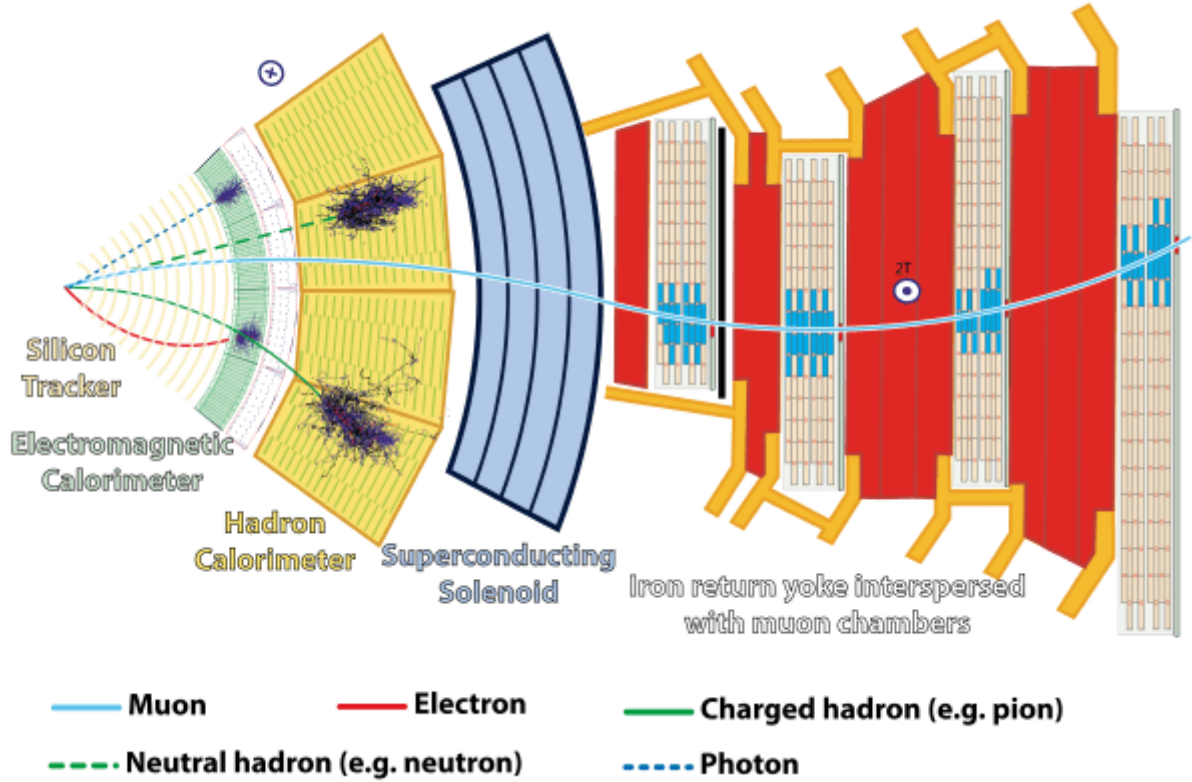 2T
Silicon
Tracker
Electromagnetic
Calorimeter
Hadron
Calorimeter
Superconducting
Solenoid
Iron return yoke interspersed
with muon chambers
Muon
Electron
Charged hadron (e.g. pion)
Neutral hadron (e.g. neutron)
Photon